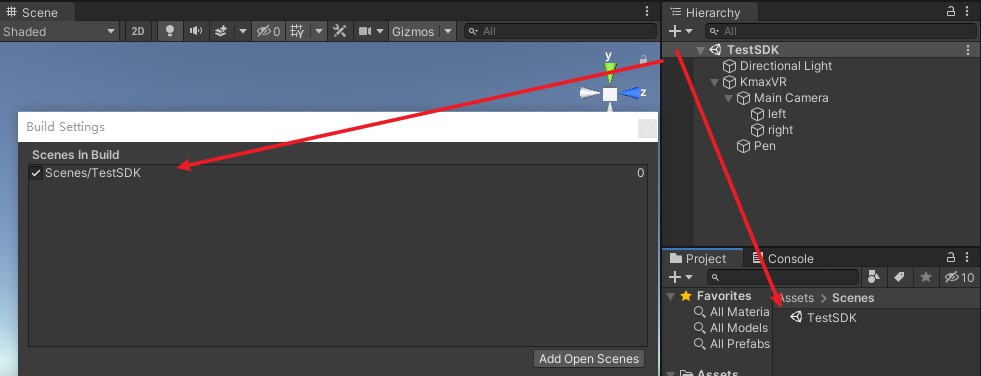 Scene
Shaded
2D
0
Gizmos
All
y
z
Build Settings
Scenes In Build
Scenes/TestSDK 0
Add Open Scenes
Hierarchy
All
TestSDK
Directional Light
KmaxVR
Main Camera
left
right
Pen
Project Console
10
Favorites
All Materia
All Models
All Prefabs
Assets
Assets > Scenes
TestSDK